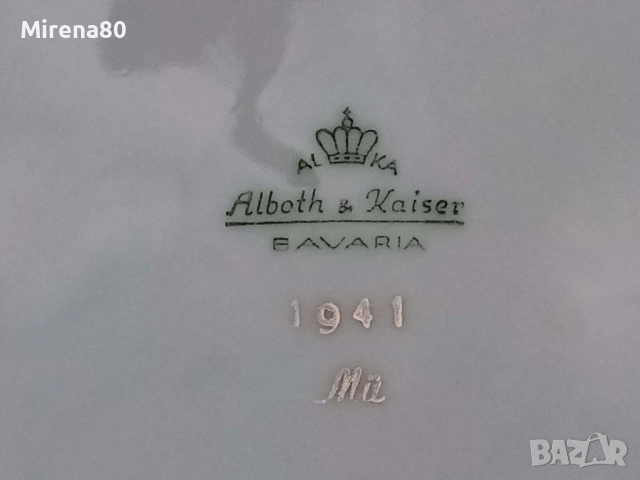 Mirena80
AL KA
Alboth & Kaiser
BAVARIA
1941
Mü
BAZAR